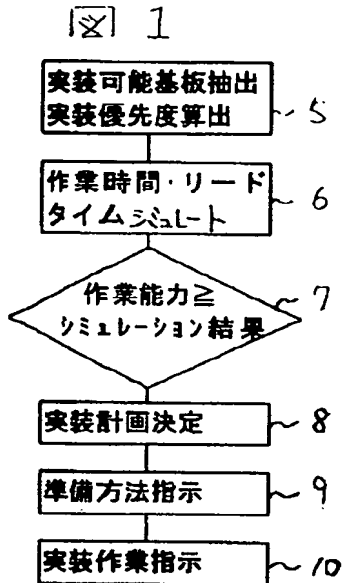 図 1
実装可能基板抽出
実装優先度算出
5
作業時間・リード
タイムシミュレート
6
作業能力≧
シミュレーション結果
7
実装計画決定
8
準備方法指示
9
実装作業指示
10